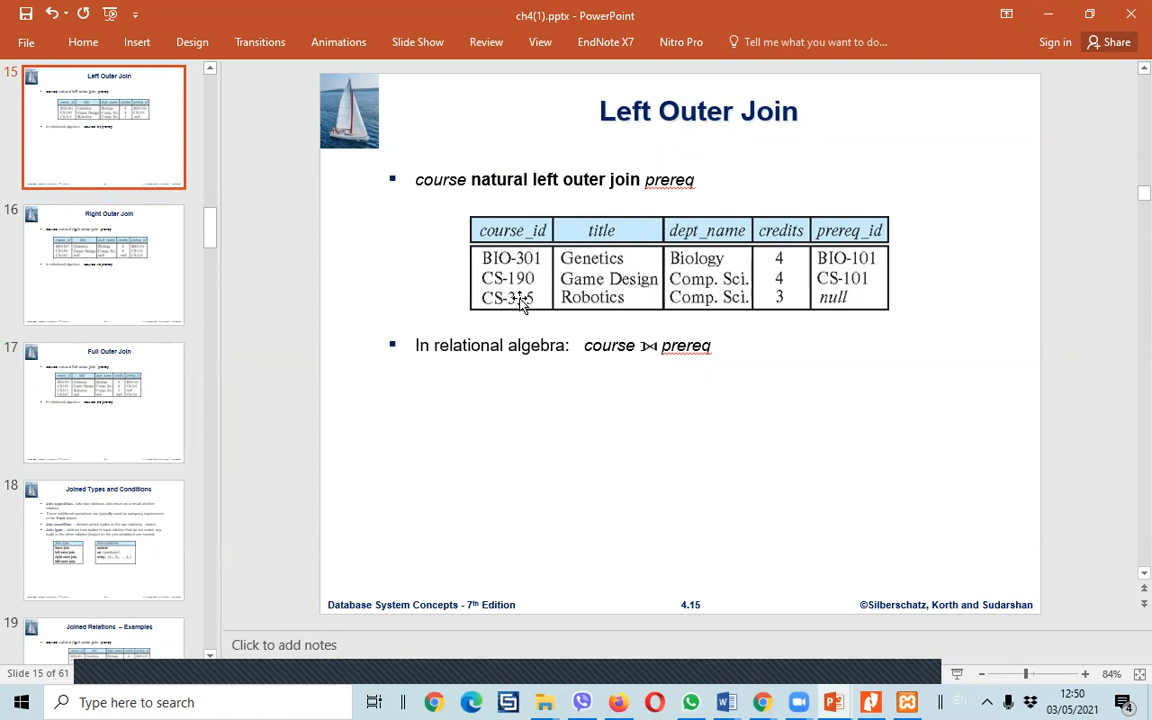 ch4(1).pptx - PowerPoint
File Home Insert Design Transitions Animations Slide Show Review View EndNote X7 Nitro Pro Tell me what you want to do... Sign in Share
15
Left Outer Join
16
Right Outer Join
17
Full Outer Join
18
Joined Types and Conditions
19
Joined Relations – Examples
Left Outer Join
▪ course natural left outer join prereq
course_id title dept_name credits prereq_id
BIO-301 Genetics Biology 4 BIO-101
CS-190 Game Design Comp. Sci. 4 CS-101
CS-315 Robotics Comp. Sci. 3 null
▪ In relational algebra: course ⟕ prereq
Database System Concepts - 7th Edition 4.15 ©Silberschatz, Korth and Sudarshan
Click to add notes
Slide 15 of 61 84%
Type here to search
EN
12:50
03/05/2021
4